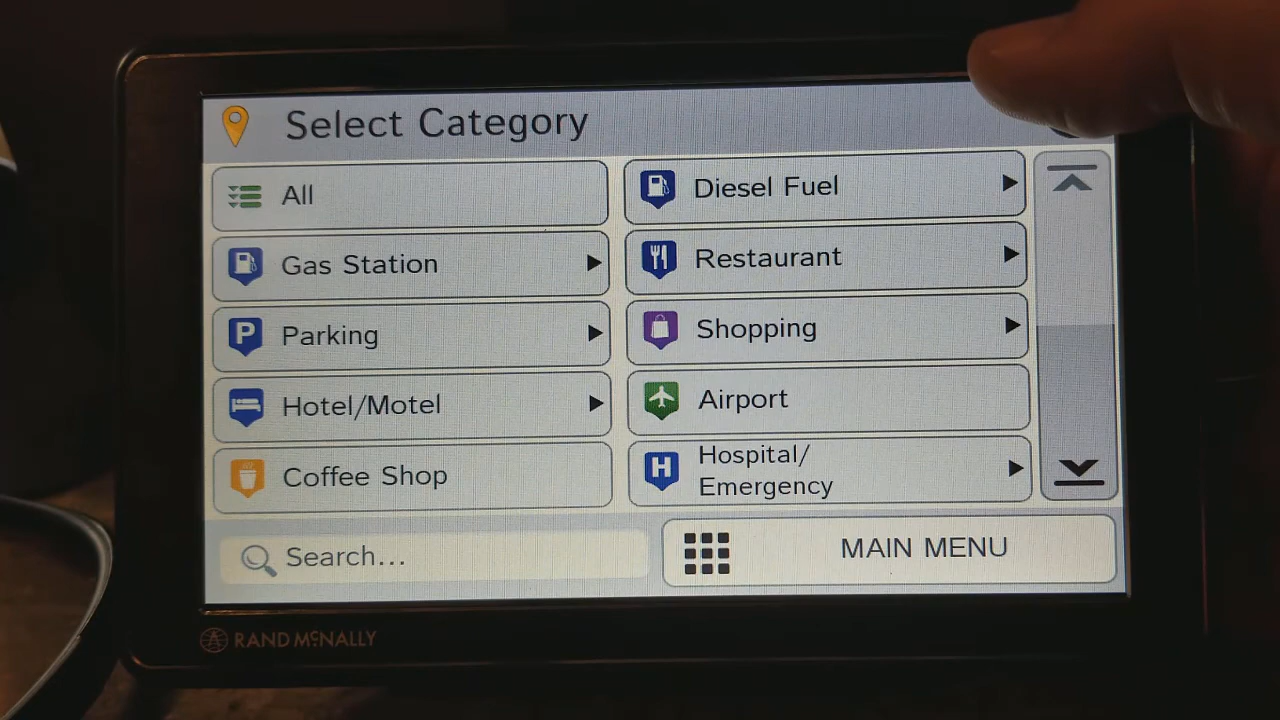 Select Category
All
Diesel Fuel
Gas Station
Restaurant
P
Parking
Shopping
Hotel/Motel
Airport
Coffee Shop
H
Hospital/
Emergency
Search...
MAIN MENU
RAND McNALLY